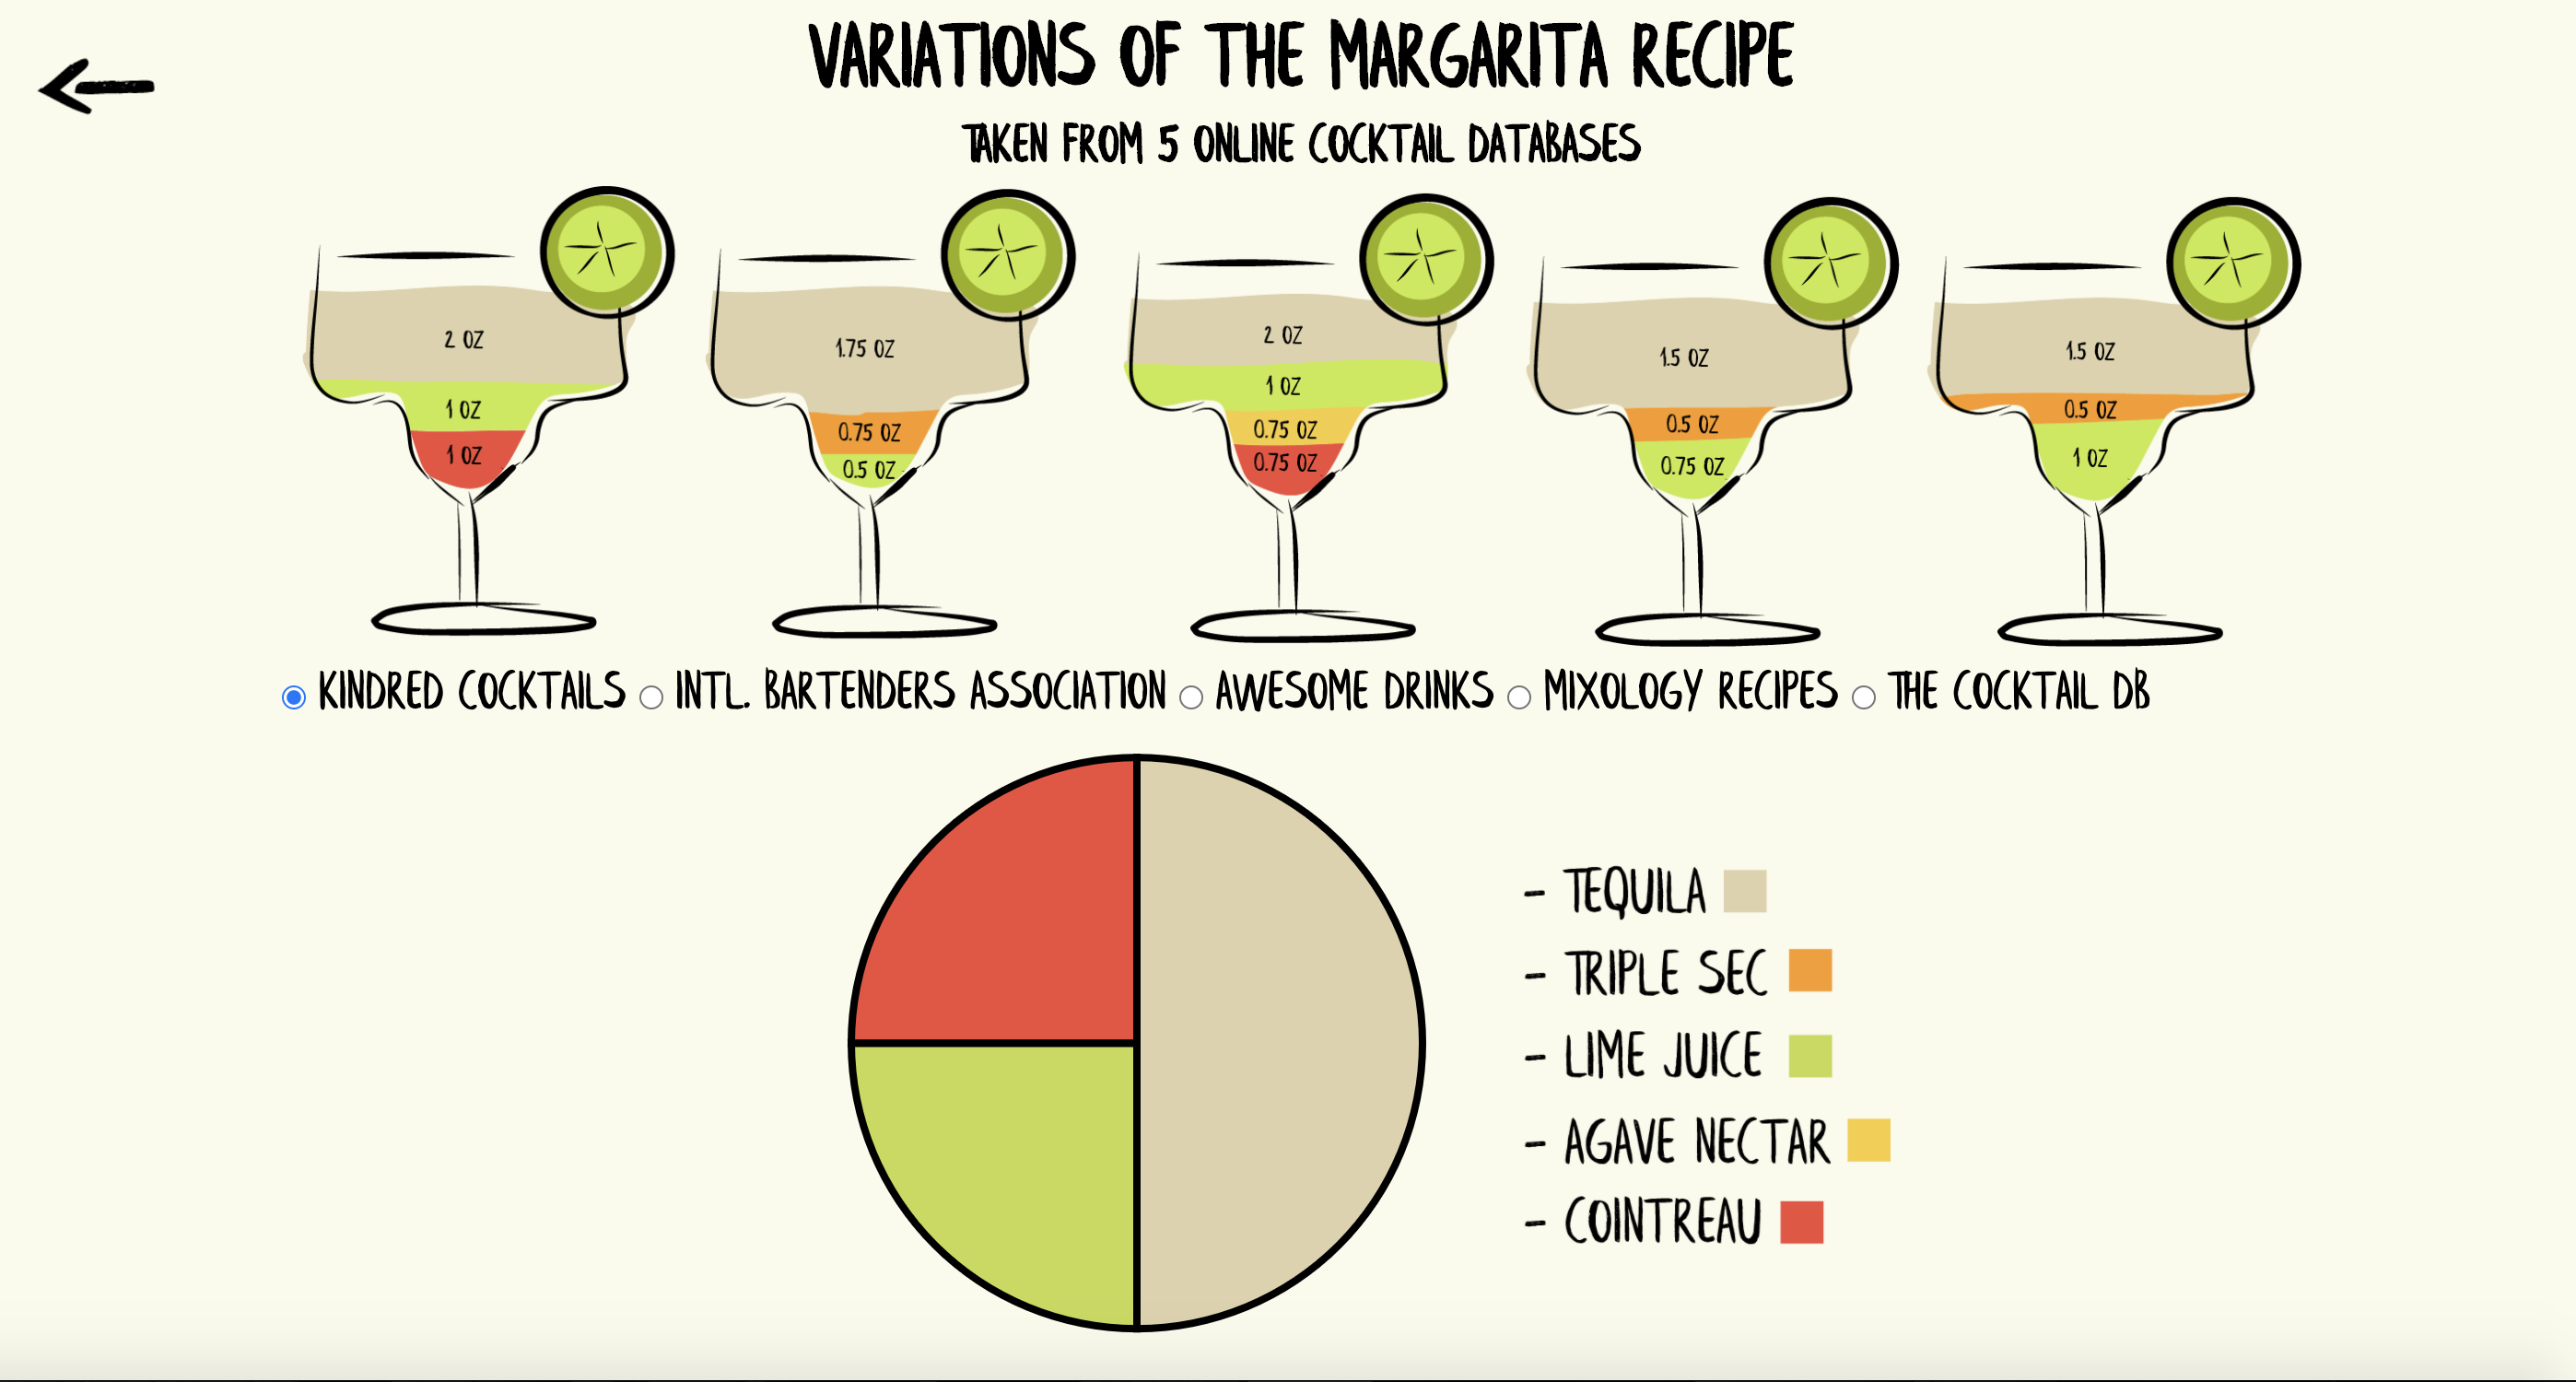 VARIATIONS OF THE MARGARITA RECIPE
TAKEN FROM 5 ONLINE COCKTAIL DATABASES
2 OZ
1 OZ
1 OZ
1.75 OZ
0.75 OZ
0.5 OZ
2 OZ
1 OZ
0.75 OZ
0.75 OZ
1.5 OZ
0.5 OZ
0.75 OZ
1.5 OZ
0.5 OZ
1 OZ
KINDRED COCKTAILS INTL. BARTENDERS ASSOCIATION AWESOME DRINKS MIXOLOGY RECIPES THE COCKTAIL DB
- TEQUILA
- TRIPLE SEC
- LIME JUICE
- AGAVE NECTAR
- COINTREAU